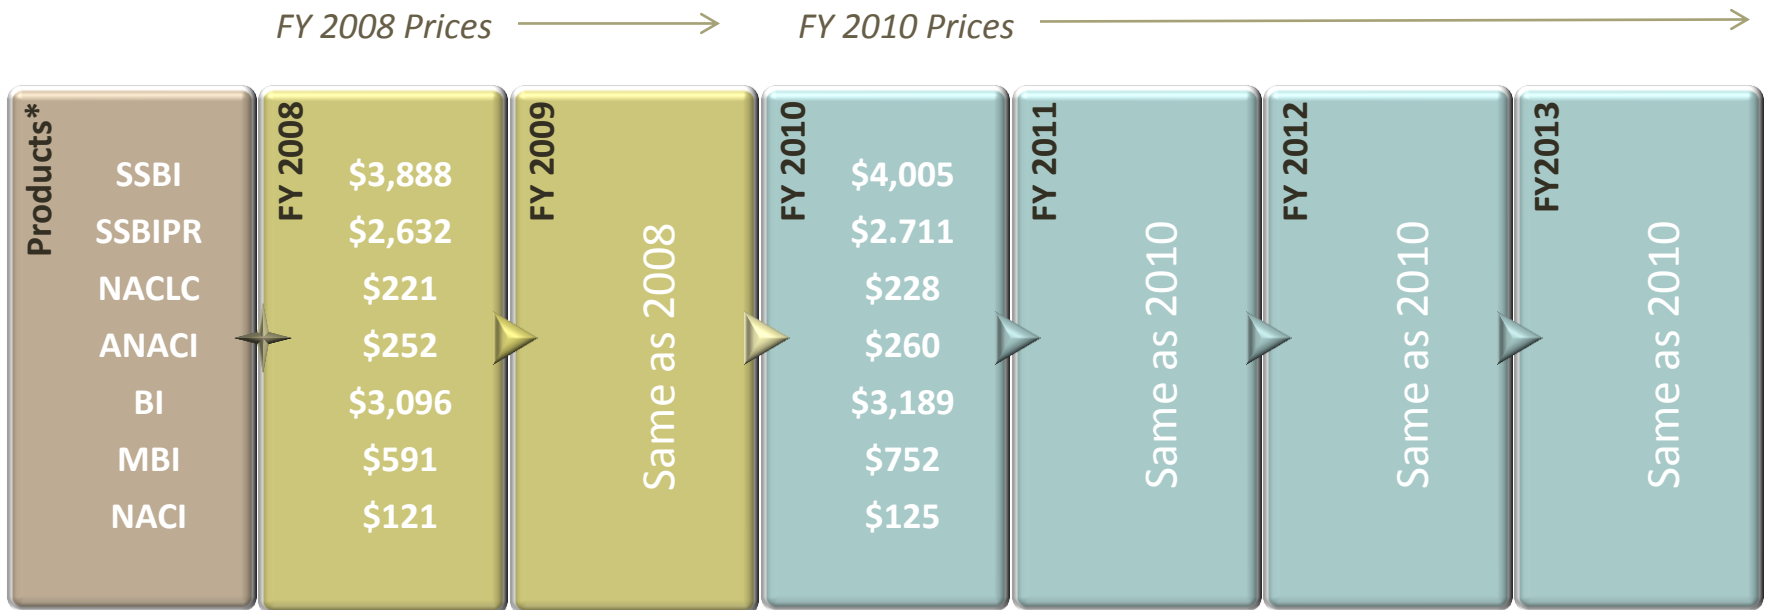 FY 2008 Prices
FY 2010 Prices
Products*
SSBI
SSBIPR
NACLC
ANACI
BI
MBI
NACI
FY 2008
$3,888
$2,632
$221
$252
$3,096
$591
$121
FY 2009
Same as 2008
FY 2010
$4,005
$2.711
$228
$260
$3,189
$752
$125
FY 2011
Same as 2010
FY 2012
Same as 2010
FY2013
Same as 2010